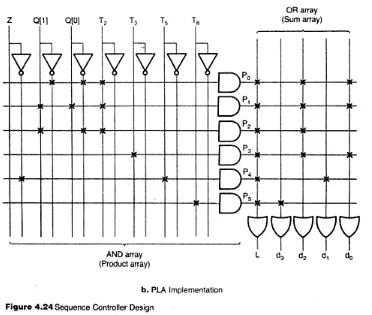 OR array
(Sum array)
Z Q[1] Q[0] T2 T3 T5 T8
P0
P1
P2
P3
P4
P5
L d3 d2 d1 d0
AND array
(Product array)
b. PLA Implementation
Figure 4.24 Sequence Controller Design